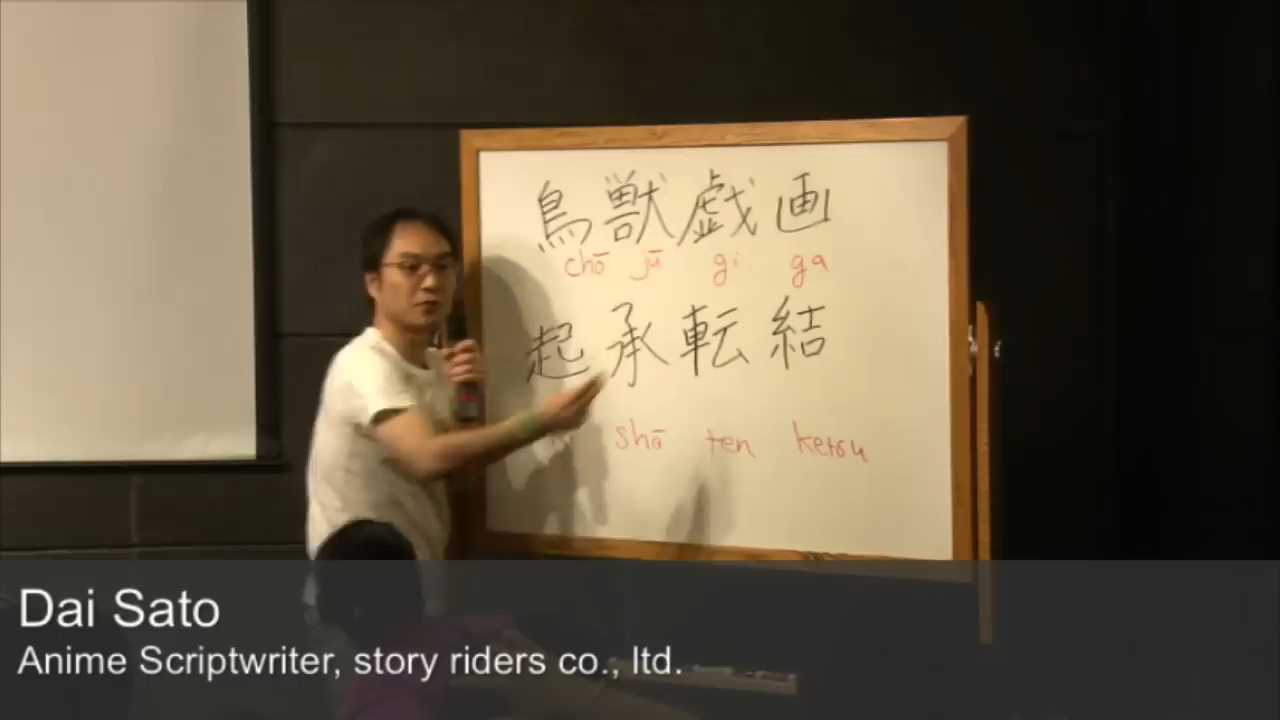 鳥獣戯画
chō jū gi ga
起承転結
shō ten ketsu
Dai Sato
Anime Scriptwriter, story riders co., ltd.